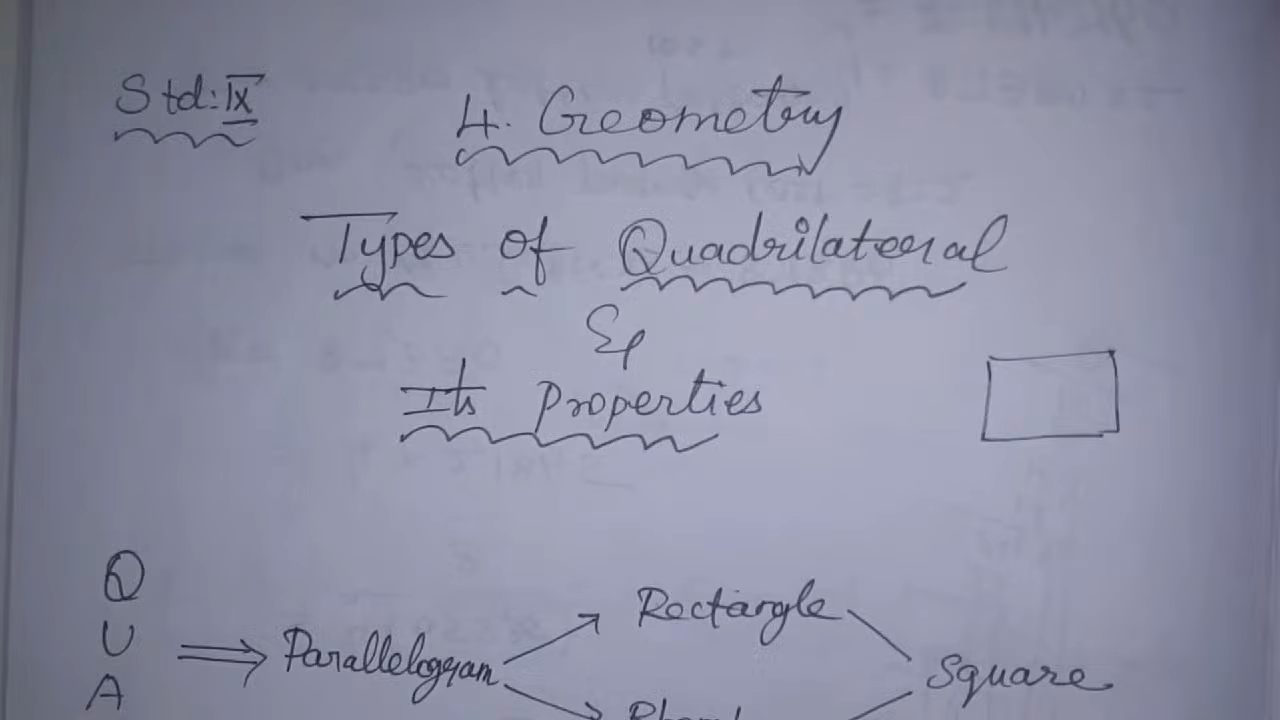 Std: IX
4. Geometry
Types of Quadrilateral
&
Its Properties
Q
U
A
Parallelogram
Rectangle
Square